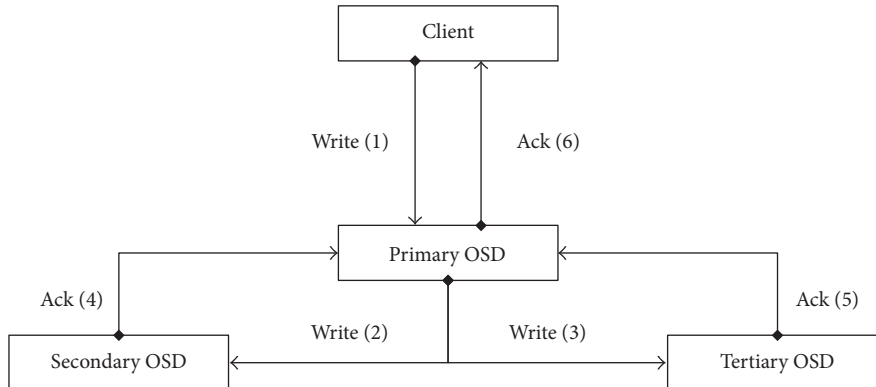 Client
Write (1)
Ack (6)
Primary OSD
Ack (4)
Ack (5)
Write (2)
Write (3)
Secondary OSD
Tertiary OSD